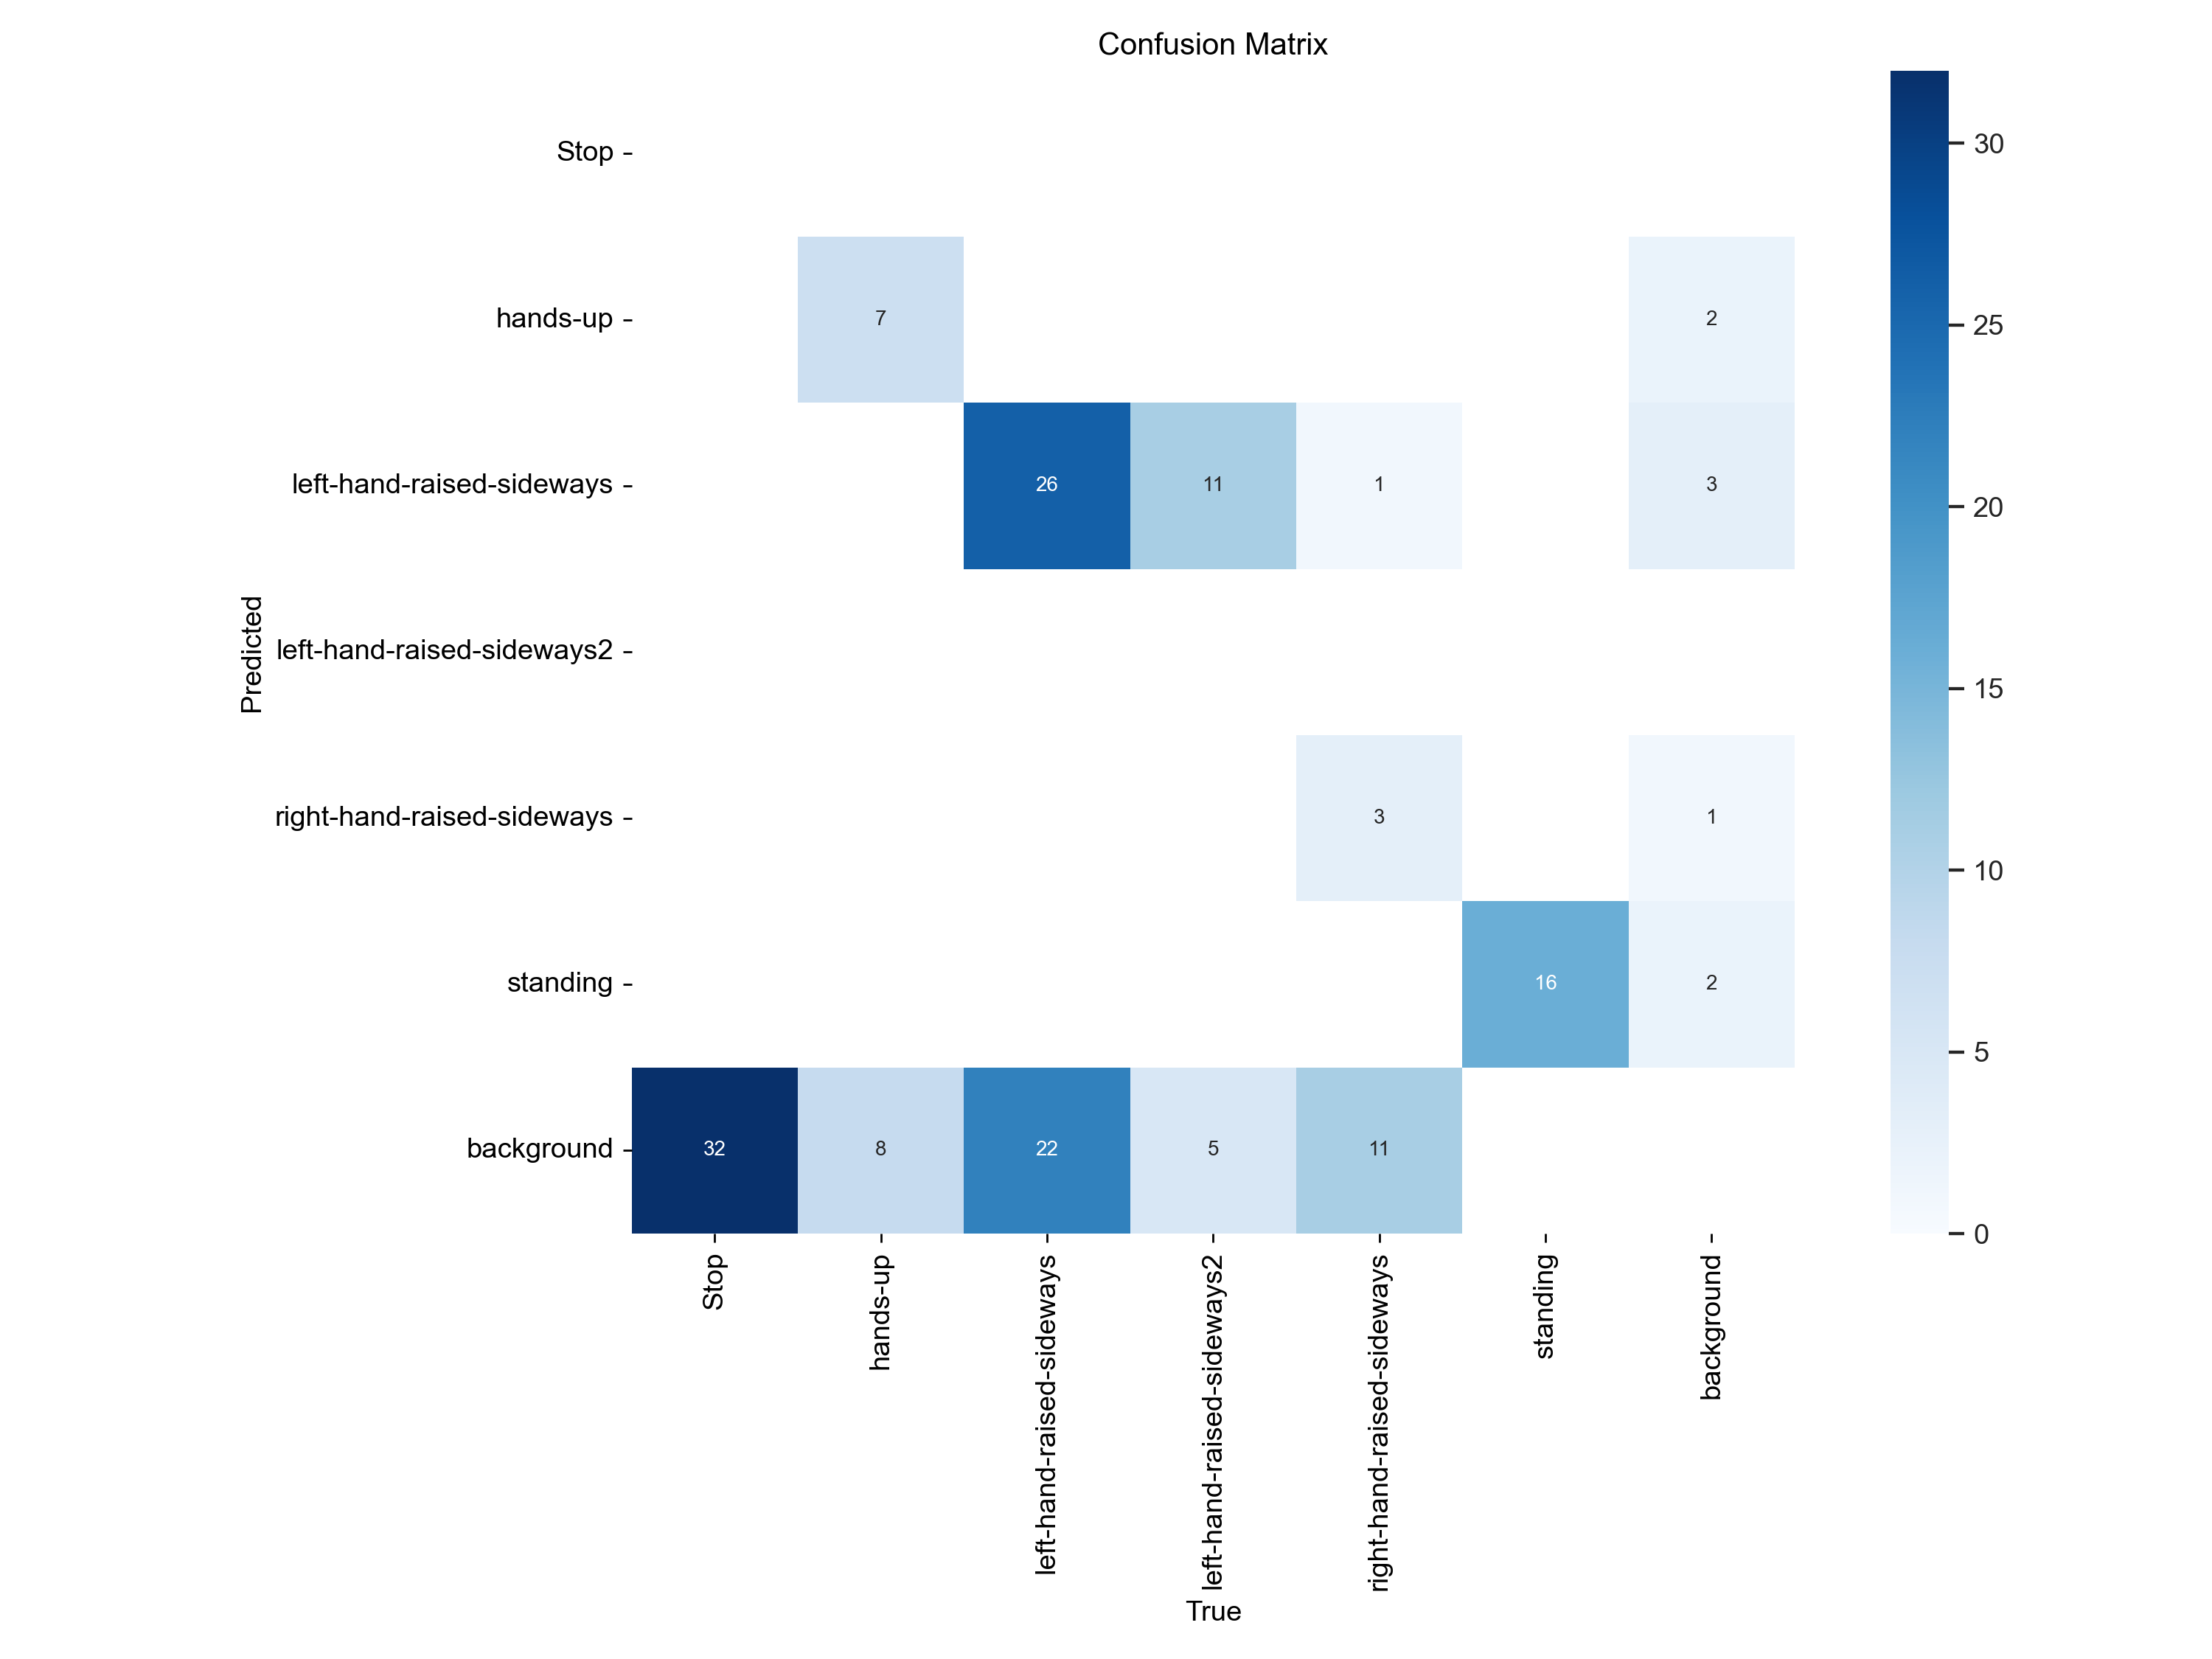 Confusion Matrix
Stop
hands-up 7 2
left-hand-raised-sideways 26 11 1 3
left-hand-raised-sideways2
right-hand-raised-sideways 3 1
standing 16 2
background 32 8 22 5 11
Predicted
Stop
hands-up
left-hand-raised-sideways
left-hand-raised-sideways2
right-hand-raised-sideways
standing
background
True
30
25
20
15
10
5
0